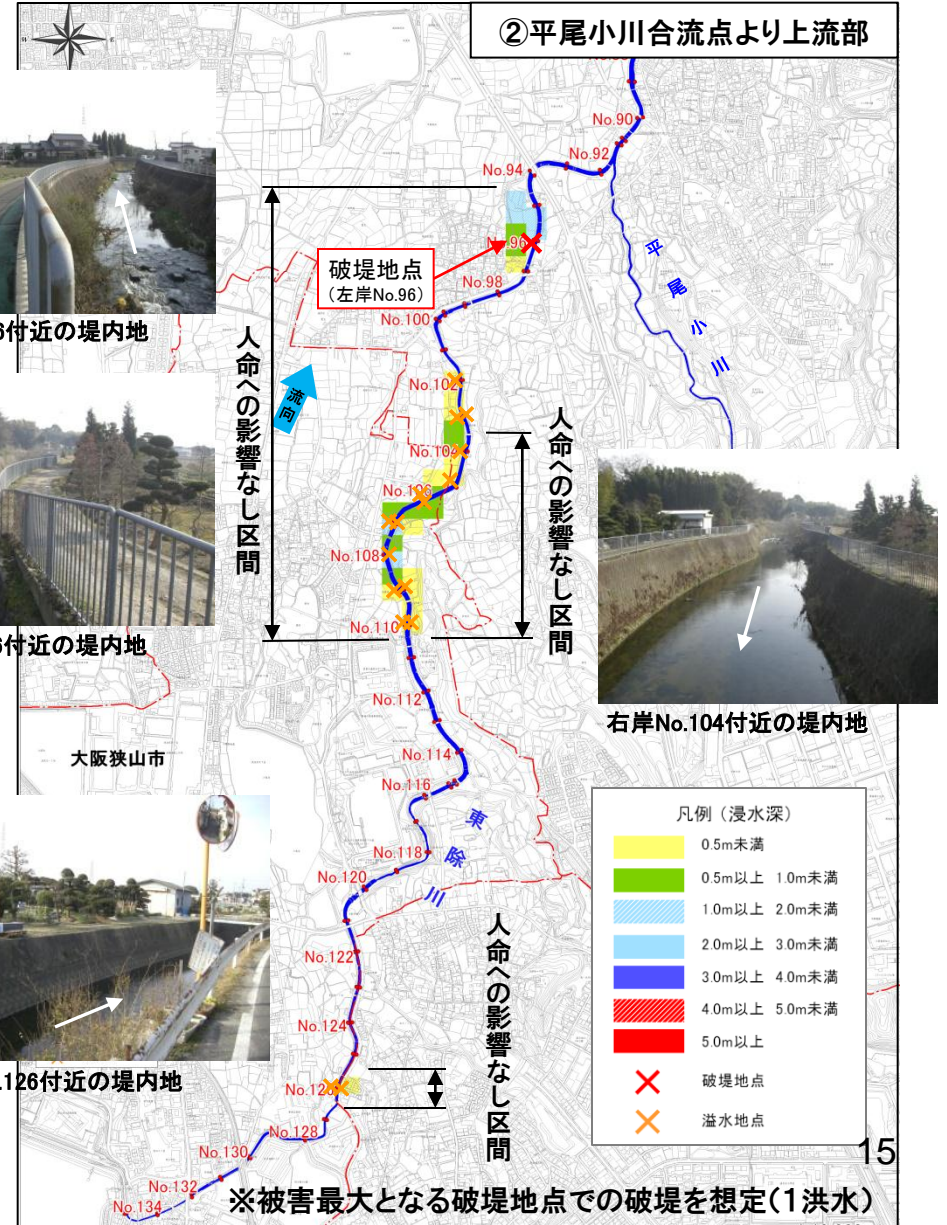 ②平尾小川合流点より上流部
No.90
No.92
No.94
破堤地点
(左岸No.96)
No.96
No.98
No.100
平尾小川
6付近の堤内地
人命への影響なし区間
流向
No.102
No.104
人命への影響なし区間
No.106
No.108
No.110
6付近の堤内地
右岸No.104付近の堤内地
No.112
大阪狭山市
No.114
No.116
東除川
No.118
No.120
No.122
No.124
人命への影響なし区間
.126付近の堤内地
No.126
No.128
No.130
No.132
No.134
凡例（浸水深）
0.5m未満
0.5m以上 1.0m未満
1.0m以上 2.0m未満
2.0m以上 3.0m未満
3.0m以上 4.0m未満
4.0m以上 5.0m未満
5.0m以上
破堤地点
溢水地点
15
※被害最大となる破堤地点での破堤を想定(1洪水)